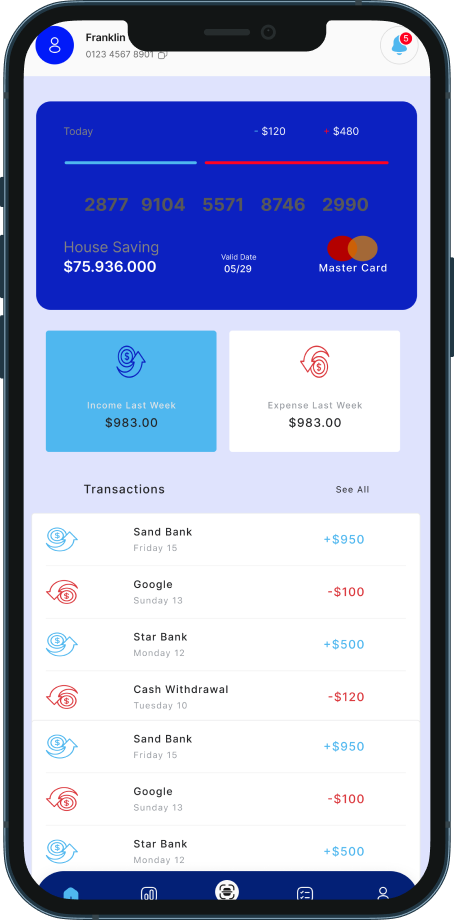 Franklin
0123 4567 8901
5
Today
- $120
+ $480
2877 9104 5571 8746 2990
House Saving
$75.936.000
Valid Date
05/29
Master Card
Income Last Week
$983.00
Expense Last Week
$983.00
Transactions
See All
Sand Bank
Friday 15
+$950
Google
Sunday 13
-$100
Star Bank
Monday 12
+$500
Cash Withdrawal
Tuesday 10
-$120
Sand Bank
Friday 15
+$950
Google
Sunday 13
-$100
Star Bank
Monday 12
+$500